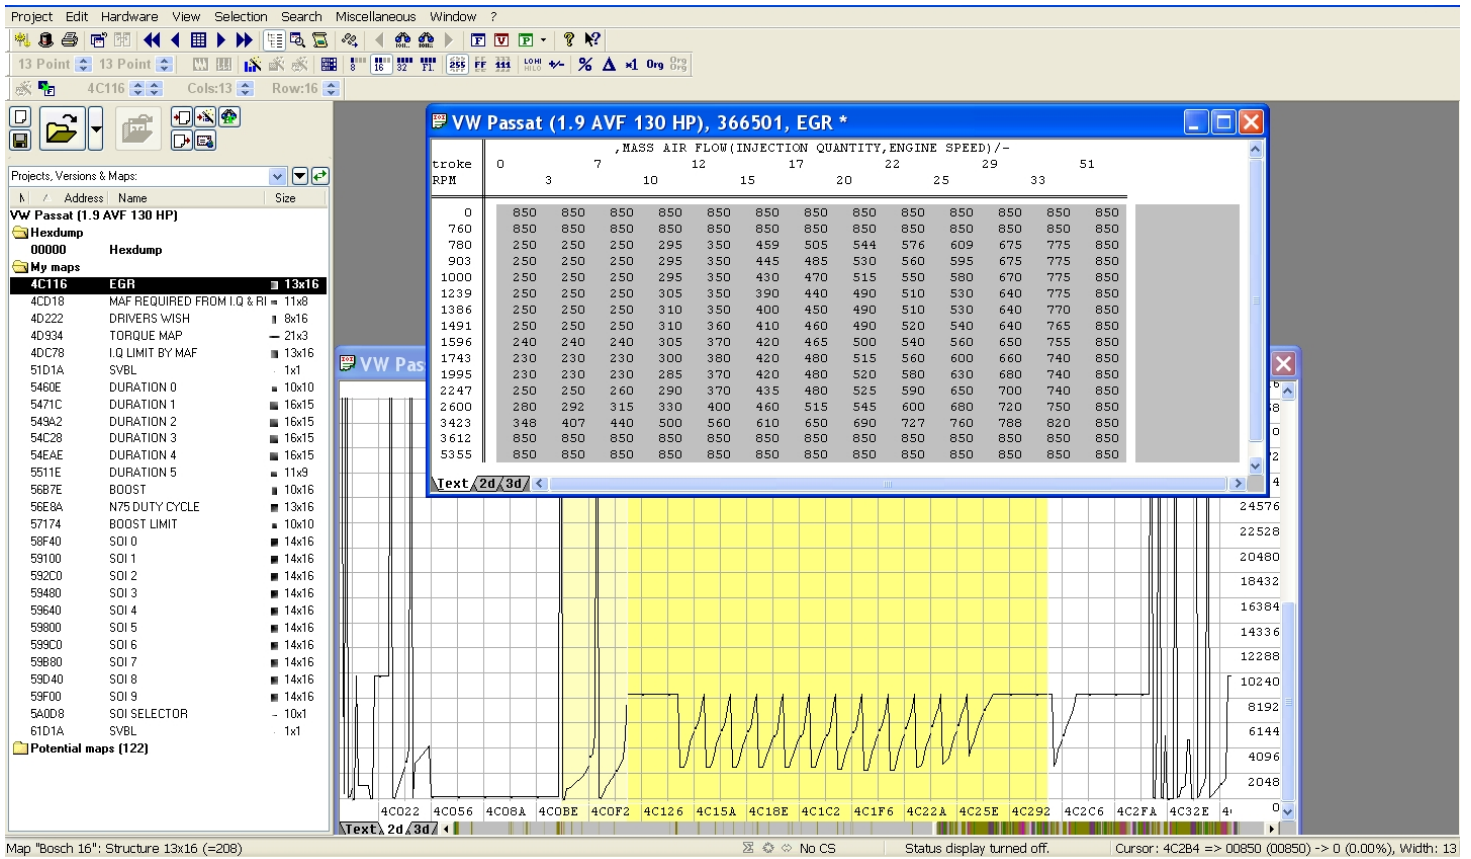 Project Edit Hardware View Selection Search Miscellaneous Window ?
13 Point 13 Point 8 16 32 Fl. 255 FF 111 LOHI HILO +/- % Δ ×1 Org Org
4C116 Cols:13 Row:16
Projects, Versions & Maps:
Address Name Size
VW Passat (1.9 AVF 130 HP)
Hexdump
00000 Hexdump
My maps
4C116 EGR 13x16
4CD18 MAF REQUIRED FROM I.Q & RI 11x8
4D222 DRIVERS WISH 8x16
4D934 TORQUE MAP 21x3
4DC78 I.Q LIMIT BY MAF 13x16
51D1A SVBL 1x1
5460E DURATION 0 10x10
5471C DURATION 1 16x15
549A2 DURATION 2 16x15
54C28 DURATION 3 16x15
54EAE DURATION 4 16x15
5511E DURATION 5 11x9
56B7E BOOST 10x16
56E8A N75 DUTY CYCLE 13x16
57174 BOOST LIMIT 10x10
58F40 SOI 0 14x16
59100 SOI 1 14x16
592C0 SOI 2 14x16
59480 SOI 3 14x16
59640 SOI 4 14x16
59800 SOI 5 14x16
599C0 SOI 6 14x16
59B80 SOI 7 14x16
59D40 SOI 8 14x16
59F00 SOI 9 14x16
5A0D8 SOI SELECTOR 10x1
61D1A SVBL 1x1
Potential maps (122)
VW Passat (1.9 AVF 130 HP), 366501, EGR *
,MASS AIR FLOW(INJECTION QUANTITY,ENGINE SPEED)/-
troke 0 7 12 17 22 29 51
RPM 3 10 15 20 25 33
0 850 850 850 850 850 850 850 850 850 850 850 850 850
760 850 850 850 850 850 850 850 850 850 850 850 850 850
780 250 250 250 295 350 459 505 544 576 609 675 775 850
903 250 250 250 295 350 445 485 530 560 595 675 775 850
1000 250 250 250 295 350 430 470 515 550 580 670 775 850
1239 250 250 250 305 350 390 440 490 510 530 640 775 850
1386 250 250 250 310 350 400 450 490 510 530 640 770 850
1491 250 250 250 310 360 410 460 490 520 540 640 765 850
1596 240 240 240 305 370 420 465 500 540 560 650 755 850
1743 230 230 230 300 380 420 480 515 560 600 660 740 850
1995 230 230 230 285 370 420 480 520 580 630 680 740 850
2247 250 250 260 290 370 435 480 525 590 650 700 740 850
2600 280 292 315 330 400 460 515 545 600 680 720 750 850
3423 348 407 440 500 560 610 650 690 727 760 788 820 850
3612 850 850 850 850 850 850 850 850 850 850 850 850 850
5355 850 850 850 850 850 850 850 850 850 850 850 850 850
Text 2d 3d
VW Pas
24576
22528
20480
18432
16384
14336
12288
10240
8192
6144
4096
2048
0
4C022 4C056 4C08A 4C0BE 4C0F2 4C126 4C15A 4C18E 4C1C2 4C1F6 4C22A 4C25E 4C292 4C2C6 4C2FA 4C32E
Text 2d 3d
Map "Bosch 16": Structure 13x16 (=208) No CS Status display turned off. Cursor: 4C2B4 => 00850 (00850) -> 0 (0.00%), Width: 13